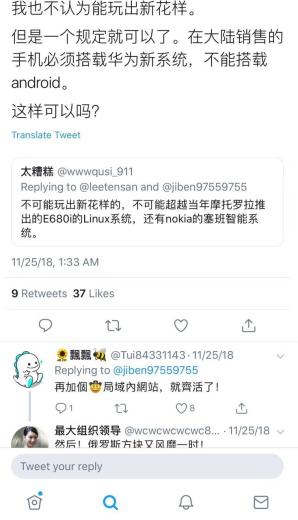 我也不认为能玩出新花样。
但是一个规定就可以了。在大陆销售的
手机必须搭载华为新系统，不能搭载
android。
这样可以吗？
Translate Tweet
太糟糕 @wwwqusi_911
Replying to @leetensan and @jiben97559755
不可能玩出新花样的，不可能超越当年摩托罗拉推
出的E680i的Linux系统，还有nokia的塞班智能系
统。
11/25/18, 1:33 AM
9 Retweets 37 Likes
🌻飄飄🐝 @Tui84331143 · 11/25/18
Replying to @jiben97559755
再加個🤠局域內網站，就齊活了！
1 8
最大组织领导 @wcwcwcwcwc8... · 11/25/18
然后！俄罗斯方块又风靡一时！
Tweet your reply